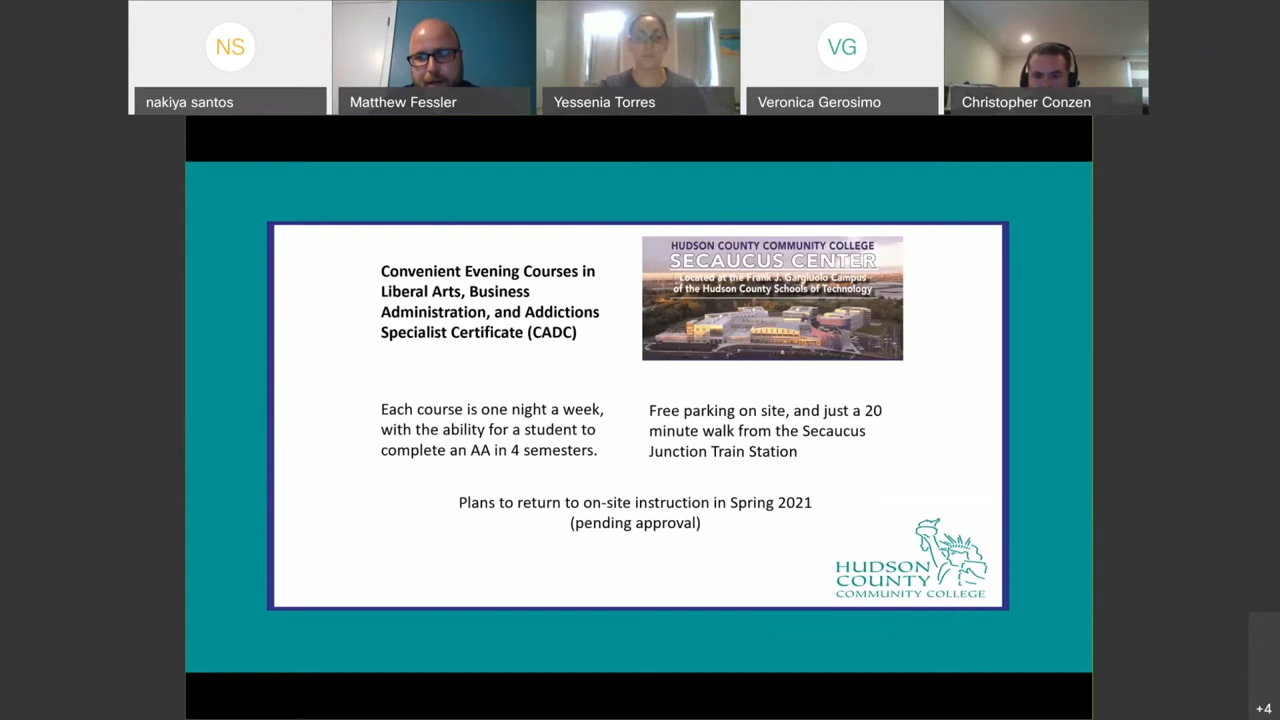 NS
VG
nakiya santos
Matthew Fessler
Yessenia Torres
Veronica Gerosimo
Christopher Conzen
Convenient Evening Courses in
Liberal Arts, Business
Administration, and Addictions
Specialist Certificate (CADC)
HUDSON COUNTY COMMUNITY COLLEGE
SECAUCUS CENTER
Located at the Frank J. Gargiuolo Campus
of the Hudson County Schools of Technology
Each course is one night a week,
with the ability for a student to
complete an AA in 4 semesters.
Free parking on site, and just a 20
minute walk from the Secaucus
Junction Train Station
Plans to return to on-site instruction in Spring 2021
(pending approval)
HUDSON
COUNTY
COMMUNITY COLLEGE
+4